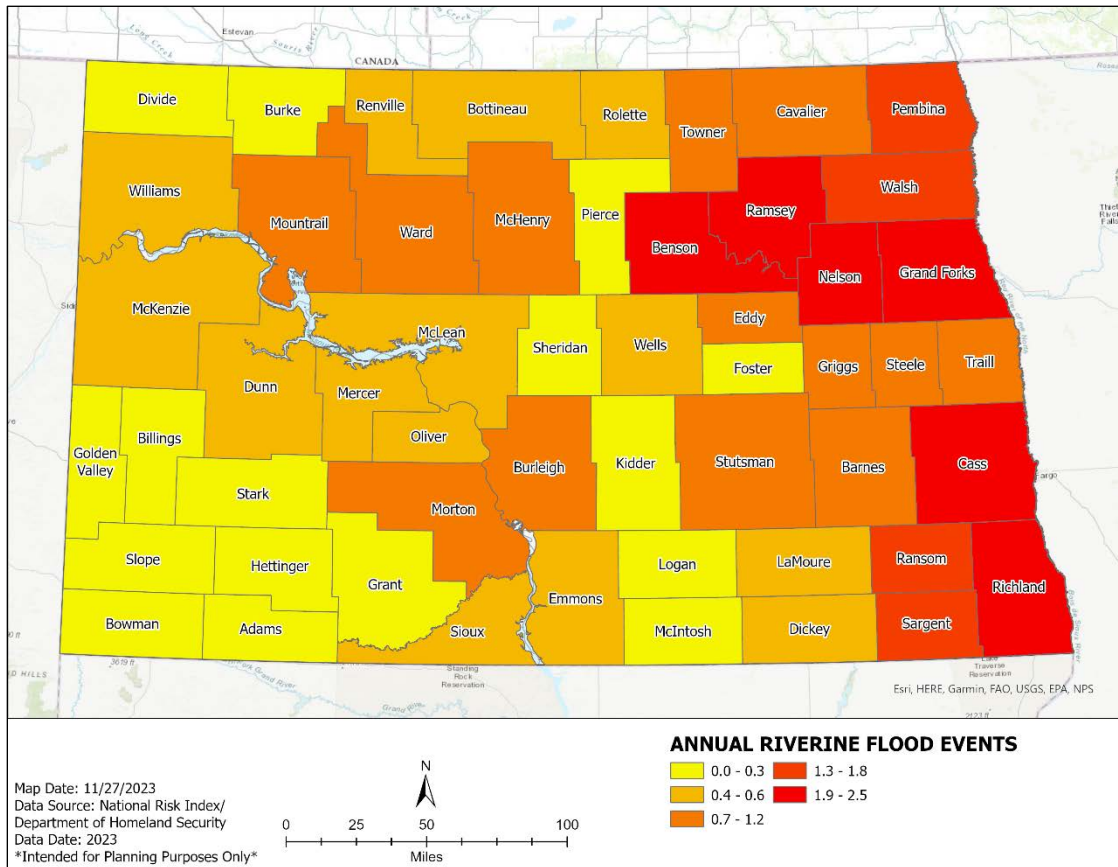 Estevan
CANADA
Divide
Burke
Renville
Bottineau
Rolette
Towner
Cavalier
Pembina
Williams
Mountrail
Ward
McHenry
Pierce
Benson
Ramsey
Walsh
Nelson
Grand Forks
McKenzie
McLean
Sheridan
Wells
Eddy
Foster
Griggs
Steele
Traill
Dunn
Mercer
Oliver
Golden
Valley
Billings
Stark
Burleigh
Kidder
Stutsman
Barnes
Cass
Fargo
Morton
Slope
Hettinger
Grant
Logan
LaMoure
Ransom
Richland
Bowman
Adams
Sioux
Emmons
McIntosh
Dickey
Sargent
Standing
Rock
Reservation
Lake
Traverse
Reservation
Esri, HERE, Garmin, FAO, USGS, EPA, NPS
ANNUAL RIVERINE FLOOD EVENTS
0.0 - 0.3
1.3 - 1.8
0.4 - 0.6
1.9 - 2.5
0.7 - 1.2
Map Date: 11/27/2023
Data Source: National Risk Index/
Department of Homeland Security
Data Date: 2023
*Intended for Planning Purposes Only*
N
0 50 100
Miles